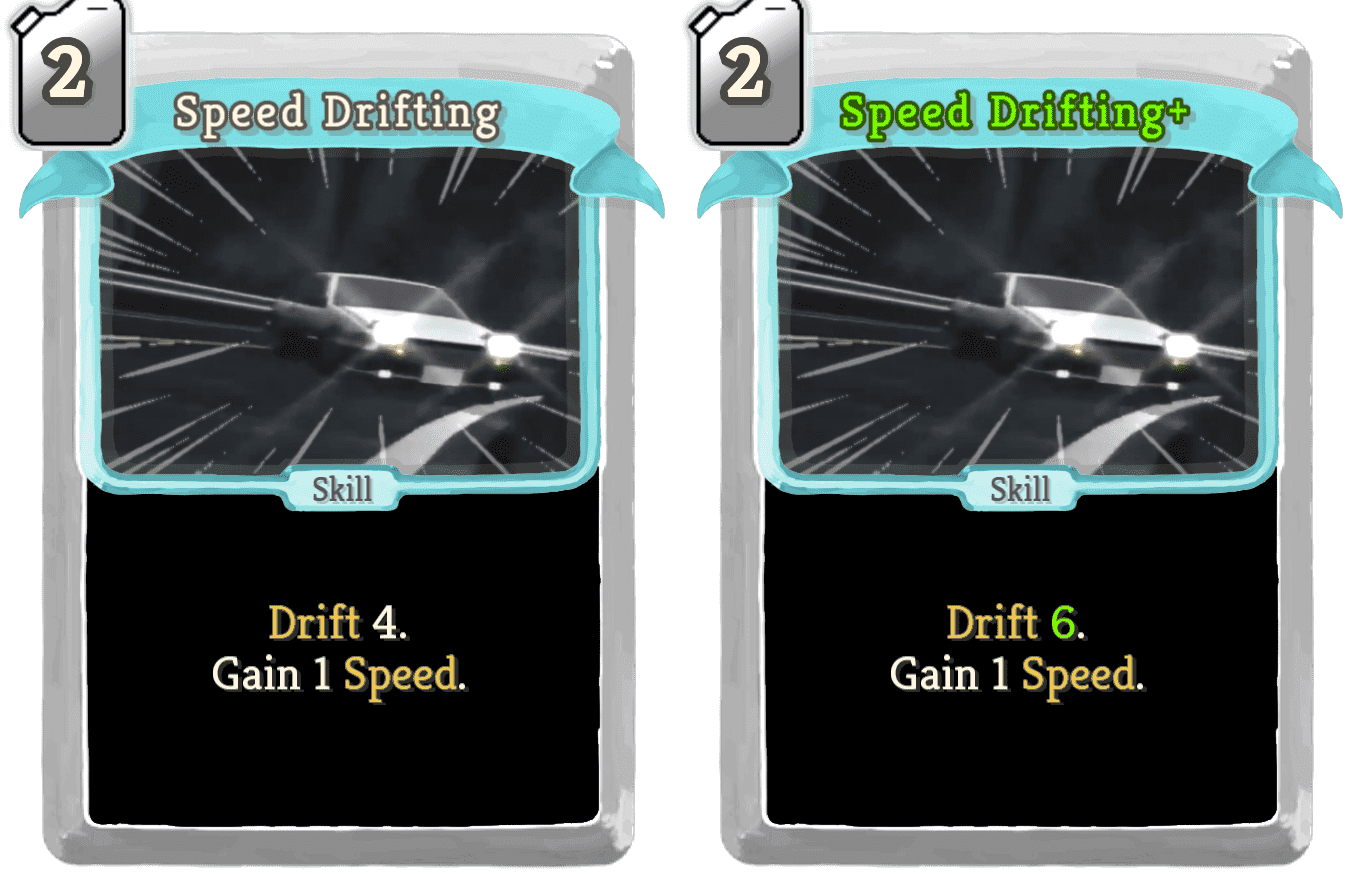 2
Speed Drifting
Skill
Drift 4.
Gain 1 Speed.
2
Speed Drifting+
Skill
Drift 6.
Gain 1 Speed.